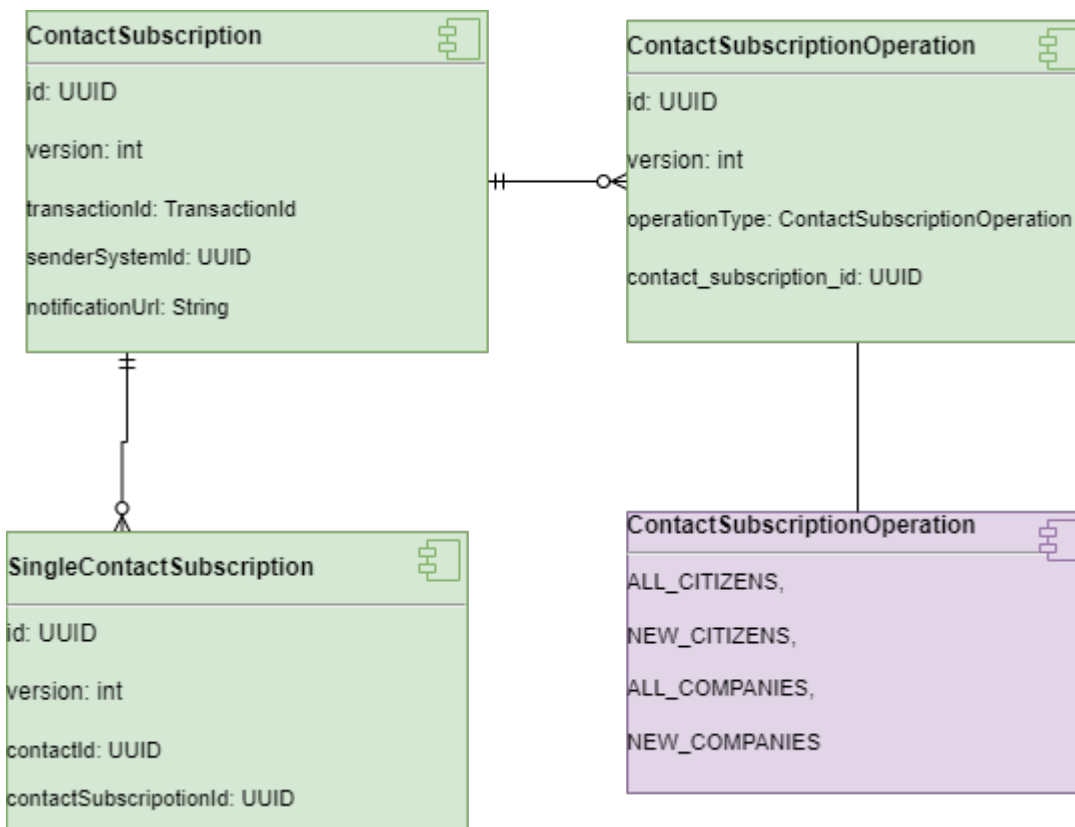 ContactSubscription
id: UUID
version: int
transactionId: TransactionId
senderSystemId: UUID
notificationUrl: String
ContactSubscriptionOperation
id: UUID
version: int
operationType: ContactSubscriptionOperation
contact_subscription_id: UUID
SingleContactSubscription
id: UUID
version: int
contactId: UUID
contactSubscripotionId: UUID
ContactSubscriptionOperation
ALL_CITIZENS,
NEW_CITIZENS,
ALL_COMPANIES,
NEW_COMPANIES